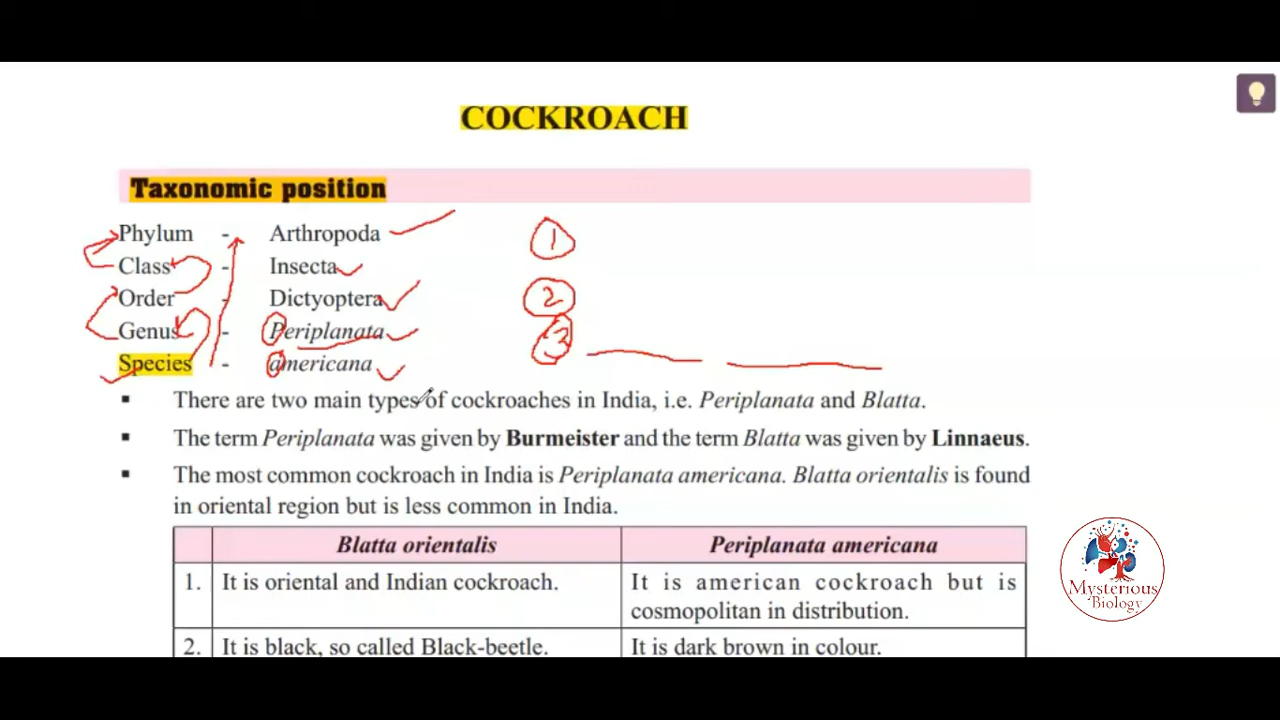 COCKROACH
Taxonomic position
Phylum - Arthropoda
Class - Insecta
Order - Dictyoptera
Genus - Periplanata
Species - americana
1
2
3
▪ There are two main types of cockroaches in India, i.e. Periplanata and Blatta.
▪ The term Periplanata was given by Burmeister and the term Blatta was given by Linnaeus.
▪ The most common cockroach in India is Periplanata americana. Blatta orientalis is found
in oriental region but is less common in India.
Blatta orientalis Periplanata americana
1. It is oriental and Indian cockroach. It is american cockroach but is
cosmopolitan in distribution.
2. It is black, so called Black-beetle. It is dark brown in colour.
Mysterious
Biology